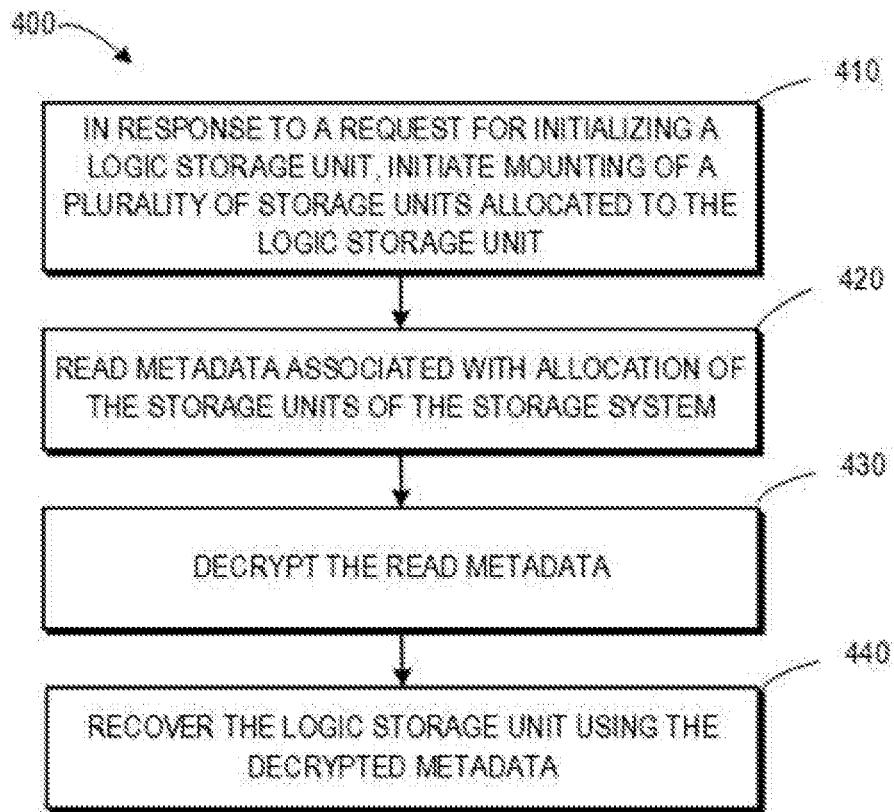 400
410
IN RESPONSE TO A REQUEST FOR INITIALIZING A
LOGIC STORAGE UNIT, INITIATE MOUNTING OF A
PLURALITY OF STORAGE UNITS ALLOCATED TO THE
LOGIC STORAGE UNIT
420
READ METADATA ASSOCIATED WITH ALLOCATION OF
THE STORAGE UNITS OF THE STORAGE SYSTEM
430
DECRYPT THE READ METADATA
440
RECOVER THE LOGIC STORAGE UNIT USING THE
DECRYPTED METADATA